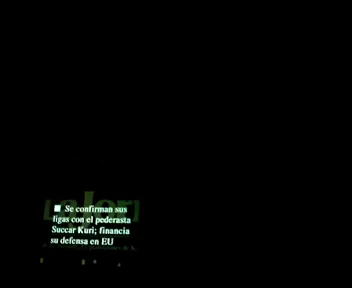 ■ Se confirman sus
ligas con el pederasta
Succar Kuri; financia
su defensa en EU